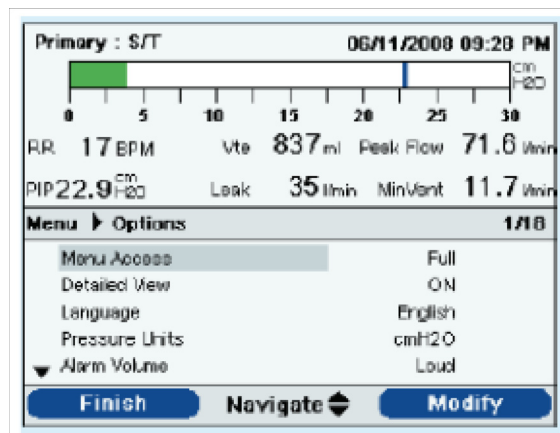 Primary : S/T 06/11/2008 09:28 PM
cm
H2O
0 5 10 15 20 25 30
RR 17 BPM Vte 837 ml Peak Flow 71.6 l/min
PIP 22.9 cm H2O Leak 35 l/min MinVent 11.7 l/min
Menu Options 1/18
Menu Access Full
Detailed View ON
Language English
Pressure Units cmH2O
Alarm Volume Loud
Finish Navigate Modify